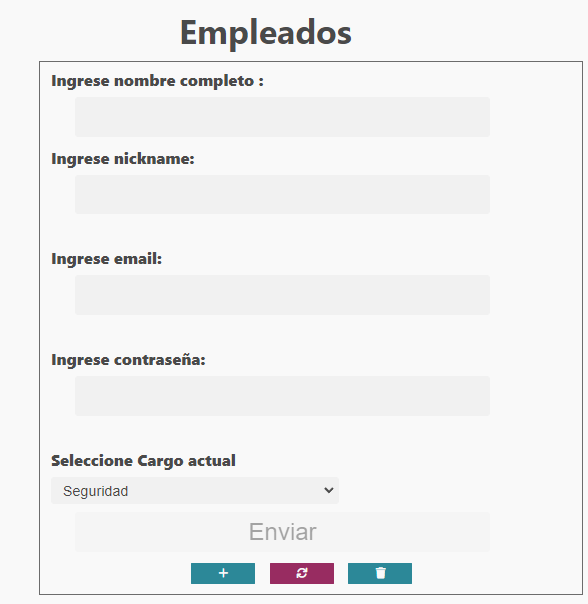 Empleados
Ingrese nombre completo :
Ingrese nickname:
Ingrese email:
Ingrese contraseña:
Seleccione Cargo actual
Seguridad
Enviar
+